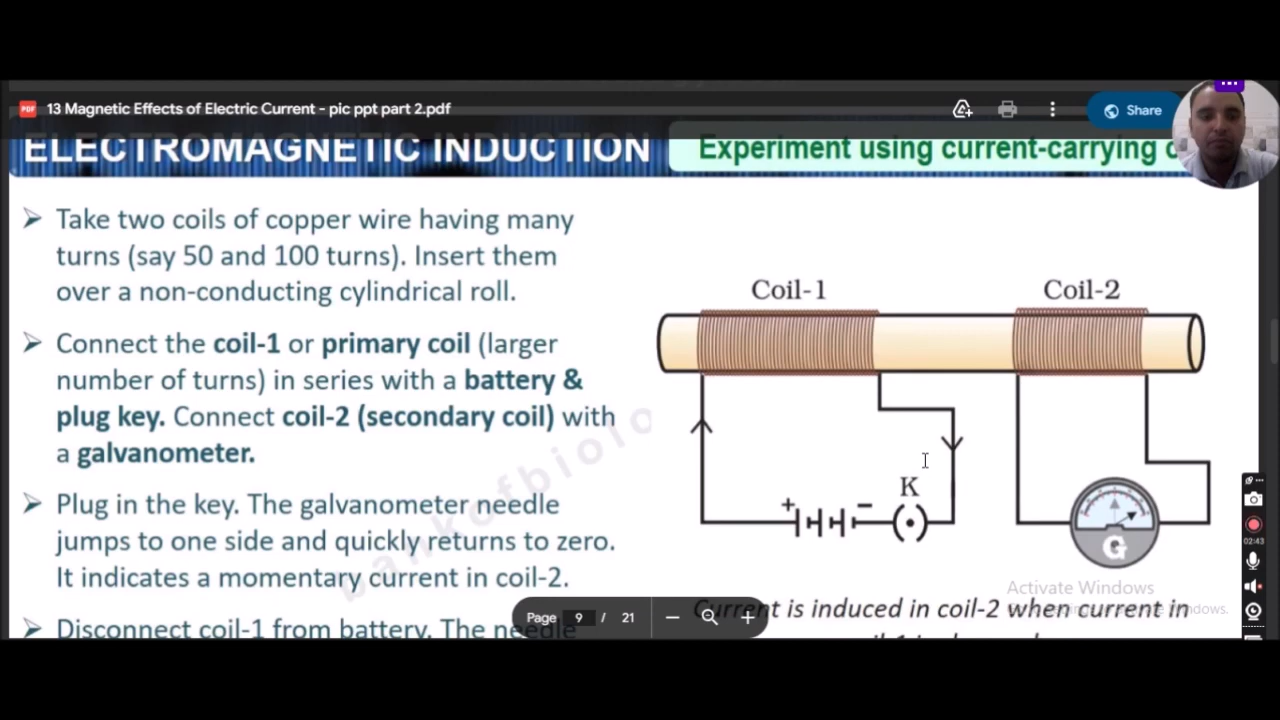 13 Magnetic Effects of Electric Current - pic ppt part 2.pdf
Share
ELECTROMAGNETIC INDUCTION
Experiment using current-carrying
Take two coils of copper wire having many
turns (say 50 and 100 turns). Insert them
over a non-conducting cylindrical roll.
Connect the coil-1 or primary coil (larger
number of turns) in series with a battery &
plug key. Connect coil-2 (secondary coil) with
a galvanometer.
Plug in the key. The galvanometer needle
jumps to one side and quickly returns to zero.
It indicates a momentary current in coil-2.
Disconnect coil-1 from battery. The needle
bankofbiolo
Coil-1
Coil-2
+
−
K
G
Current is induced in coil-2 when current in
Activate Windows
Page 9 / 21
02:43